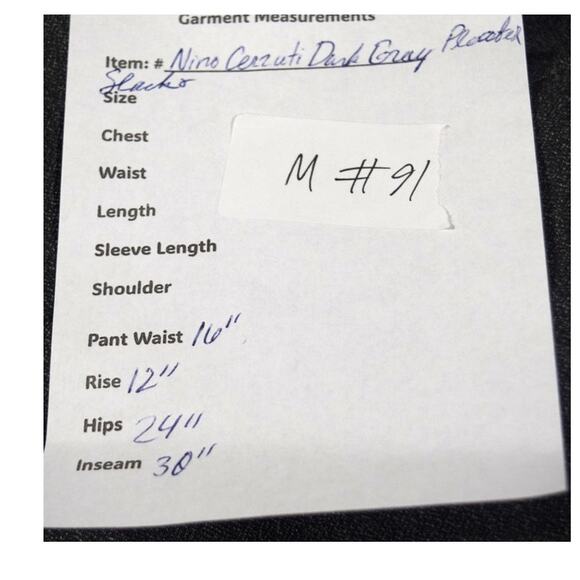 Garment Measurements
Item: # Nino Cerruti Dark Gray Pleated
Slacks
Size
Chest
M #91
Waist
Length
Sleeve Length
Shoulder
Pant Waist 16"
Rise 12"
Hips 24"
Inseam 30"